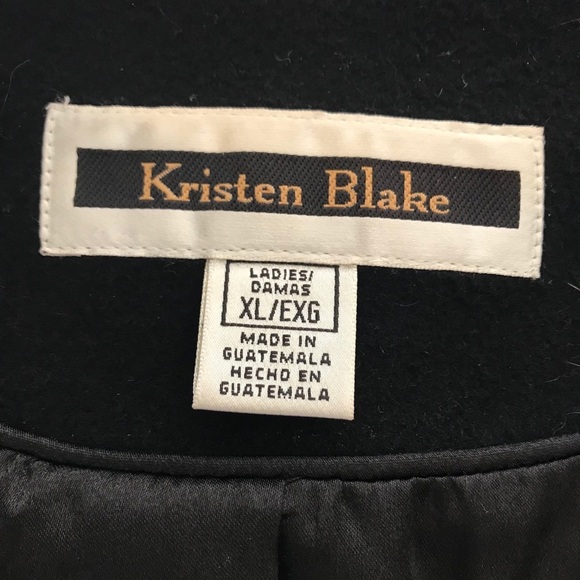 Kristen Blake
LADIES/
DAMAS
XL/EXG
MADE IN
GUATEMALA
HECHO EN
GUATEMALA